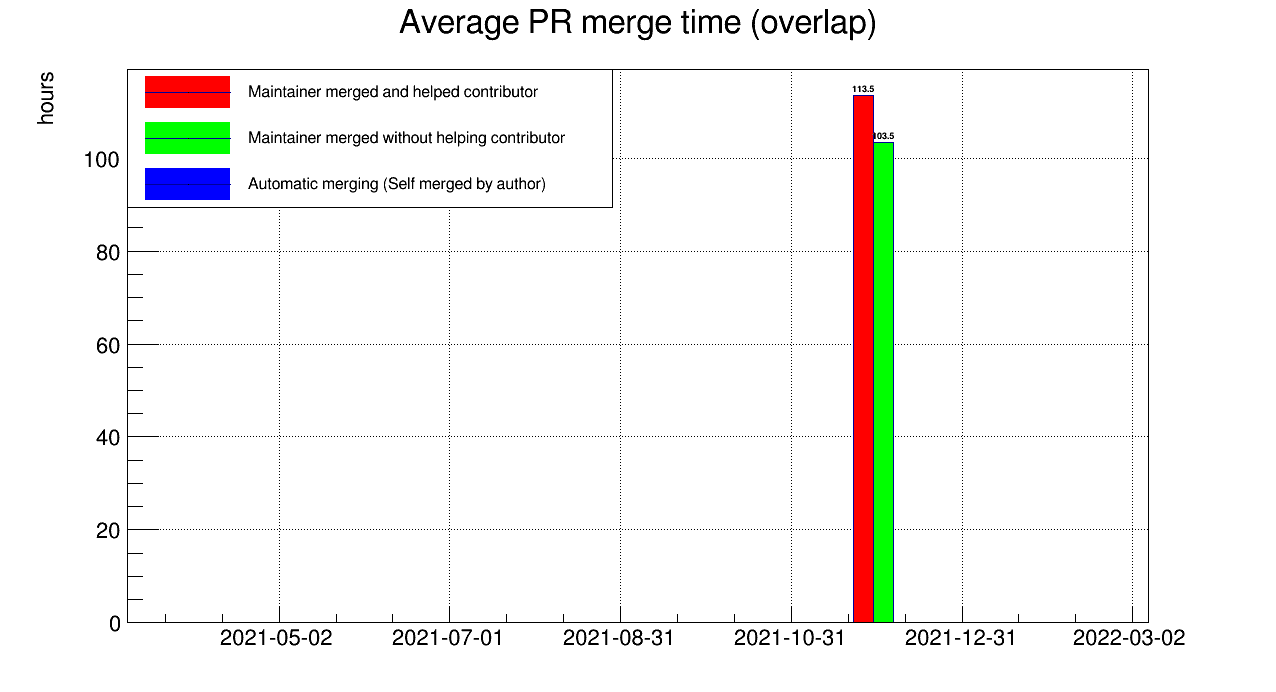 Average PR merge time (overlap)
hours
Maintainer merged and helped contributor
Maintainer merged without helping contributor
Automatic merging (Self merged by author)
113.5
103.5
100
80
60
40
20
0
2021-05-02
2021-07-01
2021-08-31
2021-10-31
2021-12-31
2022-03-02